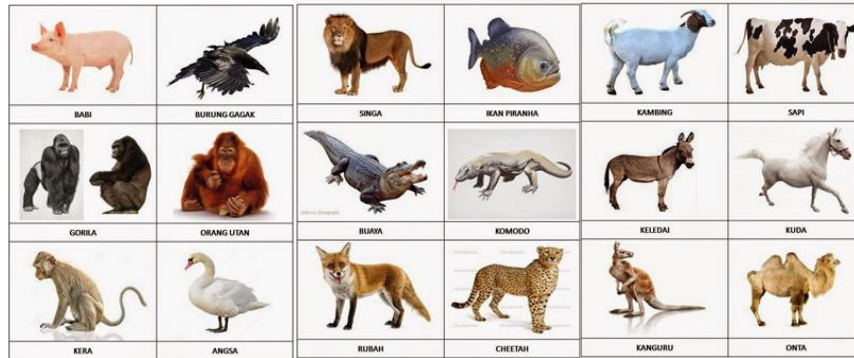 BABI
BURUNG GAGAK
SINGA
IKAN PIRANHA
KAMBING
SAPI
GORILA
ORANG UTAN
BUAYA
KOMODO
KELEDAI
KUDA
KERA
ANGSA
RUBAH
CHEETAH
KANGURU
ONTA